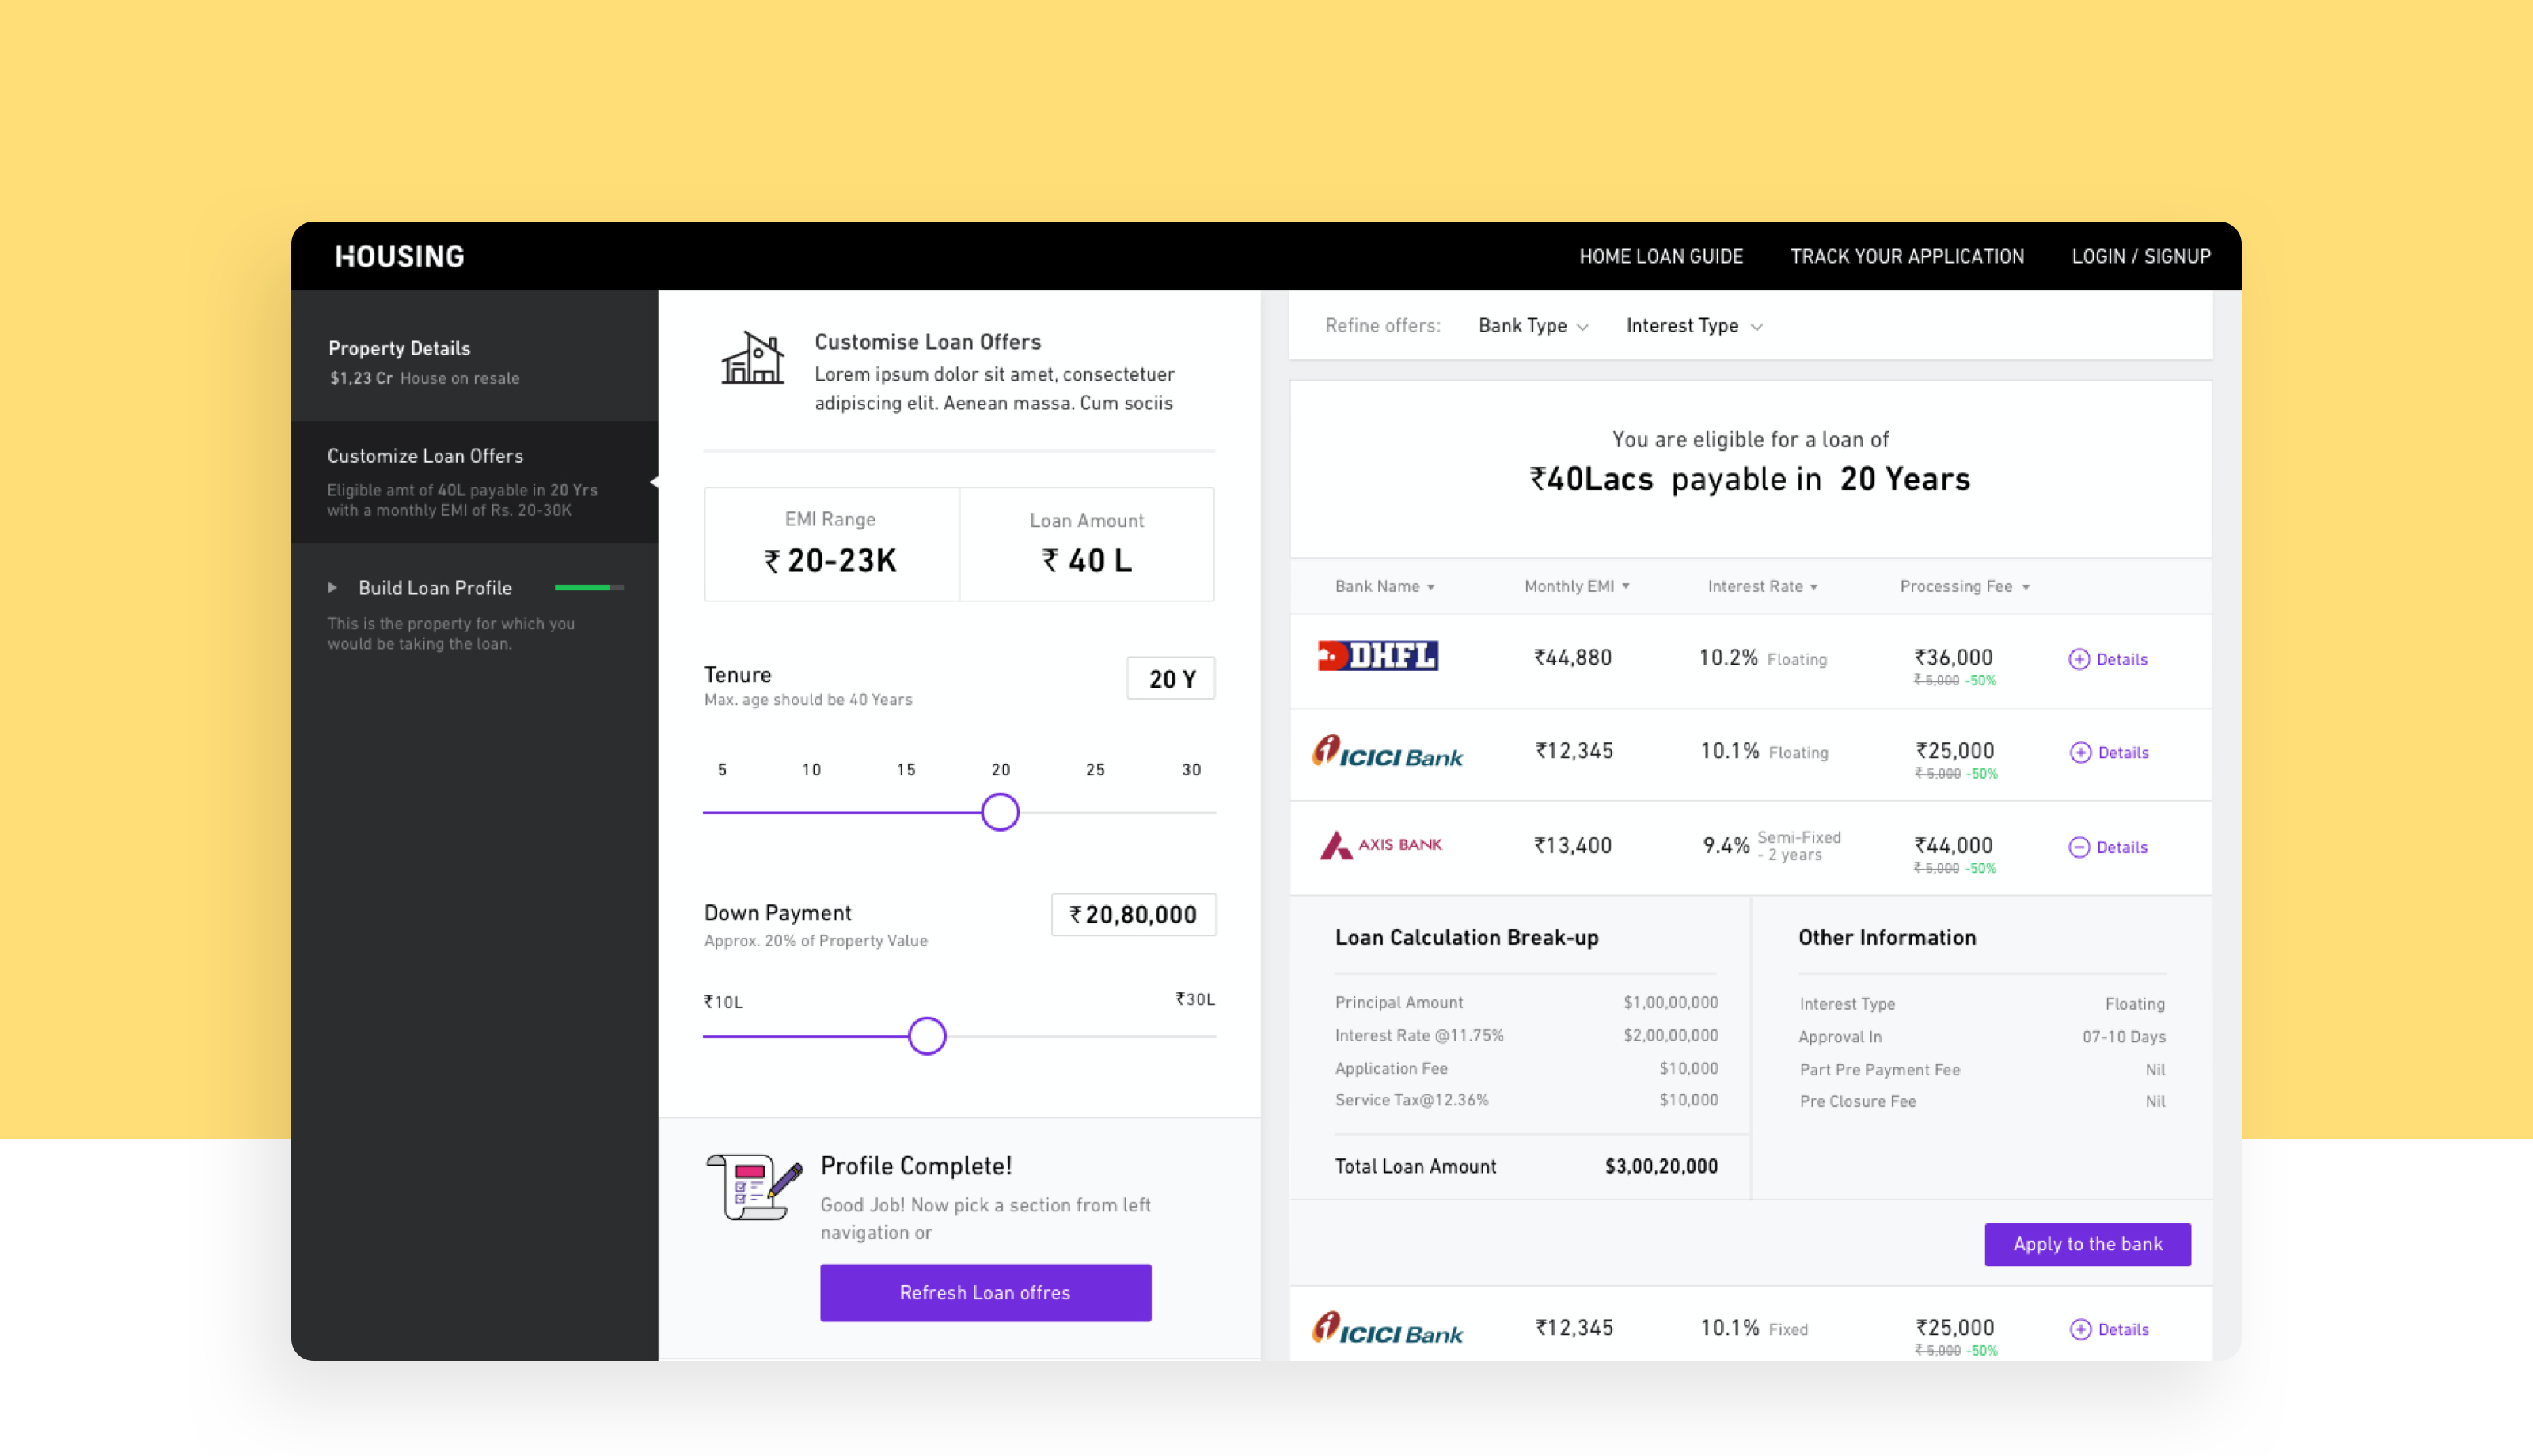 HOUSING
HOME LOAN GUIDE
TRACK YOUR APPLICATION
LOGIN / SIGNUP
Property Details
$1,23 Cr House on resale
Customize Loan Offers
Eligible amt of 40L payable in 20 Yrs
with a monthly EMI of Rs. 20-30K
Build Loan Profile
This is the property for which you
would be taking the loan.
Customise Loan Offers
Lorem ipsum dolor sit amet, consectetuer
adipiscing elit. Aenean massa. Cum sociis
EMI Range
₹ 20-23K
Loan Amount
₹ 40 L
Tenure
20 Y
Max. age should be 40 Years
5 10 15 20 25 30
Down Payment
₹ 20,80,000
Approx. 20% of Property Value
₹10L
₹30L
Profile Complete!
Good Job! Now pick a section from left
navigation or
Refresh Loan offres
Refine offers: Bank Type Interest Type
You are eligible for a loan of
₹40Lacs payable in 20 Years
Bank Name Monthly EMI Interest Rate Processing Fee
DHFL ₹44,880 10.2% Floating ₹36,000 Details
₹ 5,000 -50%
ICICI Bank ₹12,345 10.1% Floating ₹25,000 Details
₹ 5,000 -50%
AXIS BANK ₹13,400 9.4% Semi-Fixed
- 2 years
₹44,000 Details
₹ 5,000 -50%
Loan Calculation Break-up
Principal Amount $1,00,00,000
Interest Rate @11.75% $2,00,00,000
Application Fee $10,000
Service Tax@12.36% $10,000
Total Loan Amount $3,00,20,000
Other Information
Interest Type Floating
Approval In 07-10 Days
Part Pre Payment Fee Nil
Pre Closure Fee Nil
Apply to the bank
ICICI Bank ₹12,345 10.1% Fixed ₹25,000 Details
₹ 5,000 -50%